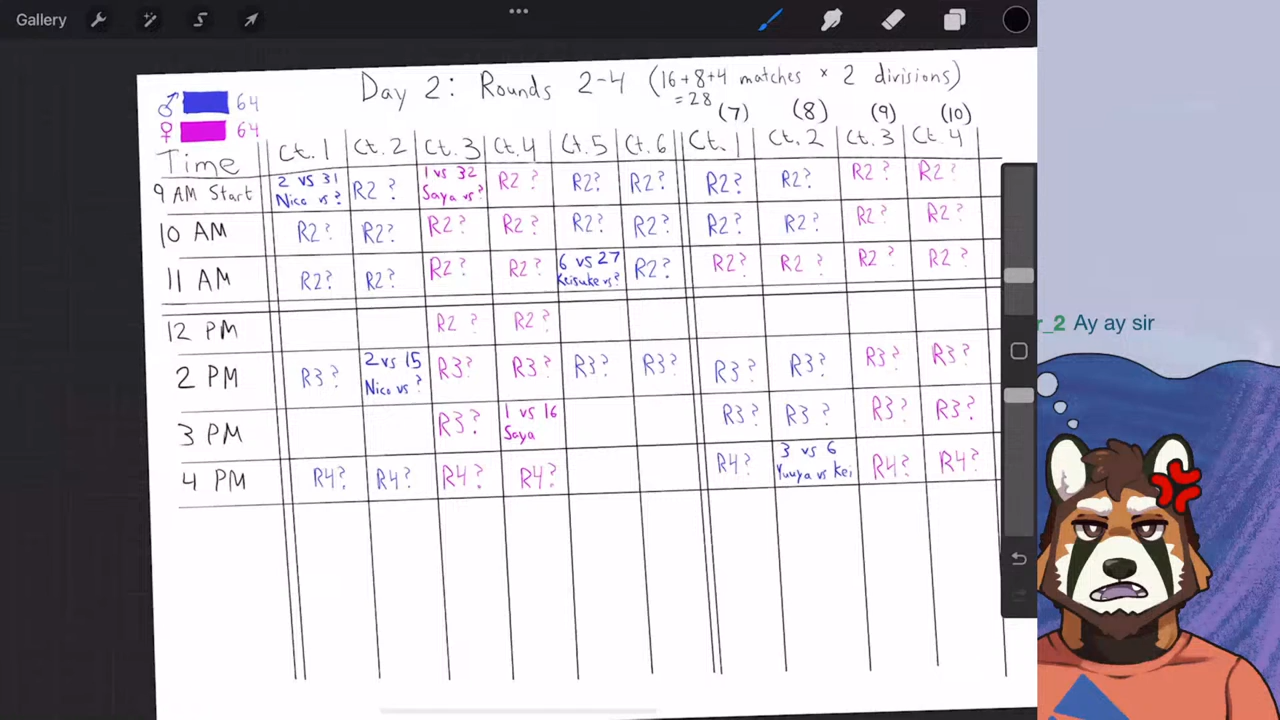 Gallery
Day 2: Rounds 2-4 (16+8+4 matches × 2 divisions)
= 28
♂ 64
♀ 64
(7) (8) (9) (10)
Time Ct. 1 Ct. 2 Ct. 3 Ct. 4 Ct. 5 Ct. 6 Ct. 1 Ct. 2 Ct. 3 Ct. 4
9 AM Start 2 vs 31 Nico vs ? R2 ? 1 vs 32 Saya vs ? R2 ? R2? R2? R2? R2? R2 ? R2 ?
10 AM R2? R2? R2 ? R2 ? R2? R2? R2? R2? R2? R2 ?
11 AM R2? R2? R2 ? R2? 6 vs 27 Keisuke vs ? R2? R2? R2 ? R2 ? R2 ?
12 PM R2 ? R2 ?
2 PM R3 ? 2 vs 15 Nico vs ? R3? R3? R3? R3? R3? R3? R3 ? R3 ?
3 PM R3? 1 vs 16 Saya R3? R3 ? R3 ? R3 ?
4 PM R4? R4? R4? R4? R4? 3 vs 6 Yuuya vs Kei R4? R4?
r_2 Ay ay sir